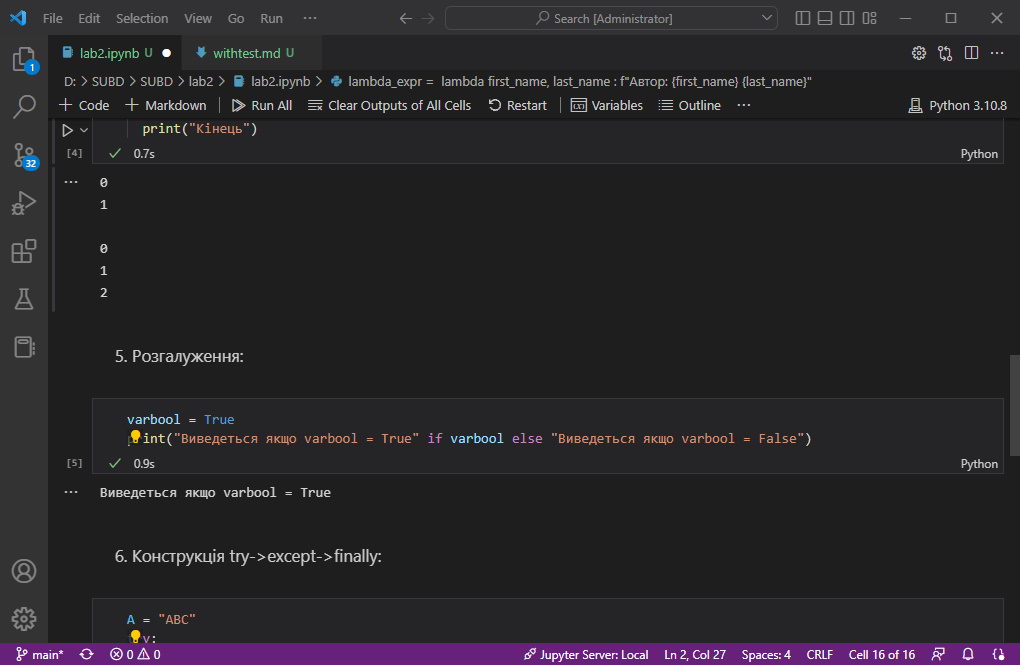 File Edit Selection View Go Run ··· Search [Administrator]
lab2.ipynb U ● withtest.md U
D: > SUBD > SUBD > lab2 > lab2.ipynb > lambda_expr = lambda first_name, last_name : f"Автор: {first_name} {last_name}"
+ Code + Markdown Run All Clear Outputs of All Cells Restart Variables Outline ··· Python 3.10.8
1
32
print("Кінець")
[4] ✓ 0.7s Python
··· 0
1
0
1
2
5. Розгалуження:
varbool = True
print("Виведеться якщо varbool = True" if varbool else "Виведеться якщо varbool = False")
[5] ✓ 0.9s Python
··· Виведеться якщо varbool = True
6. Конструкція try->except->finally:
A = "ABC"
main* 0 0 Jupyter Server: Local Ln 2, Col 27 Spaces: 4 CRLF Cell 16 of 16